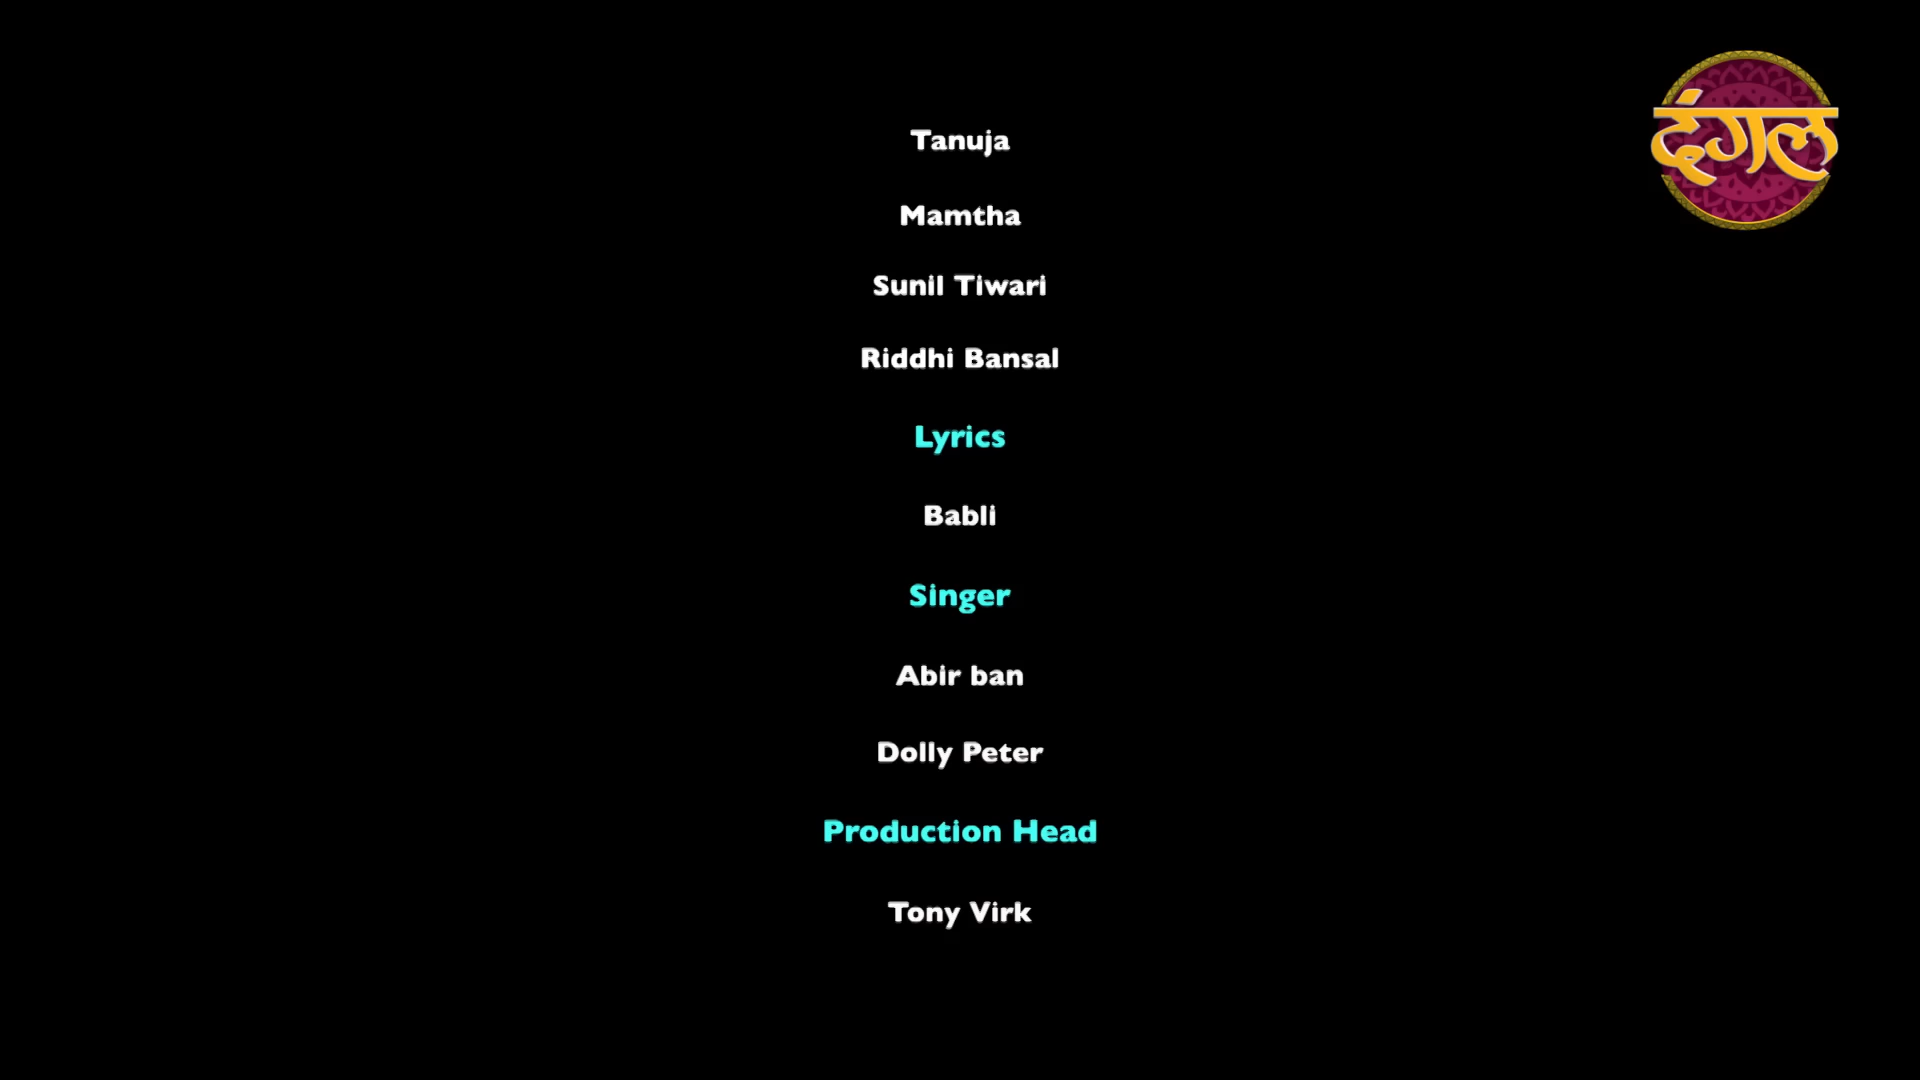 दंगल
Tanuja
Mamtha
Sunil Tiwari
Riddhi Bansal
Lyrics
Babli
Singer
Abir ban
Dolly Peter
Production Head
Tony Virk